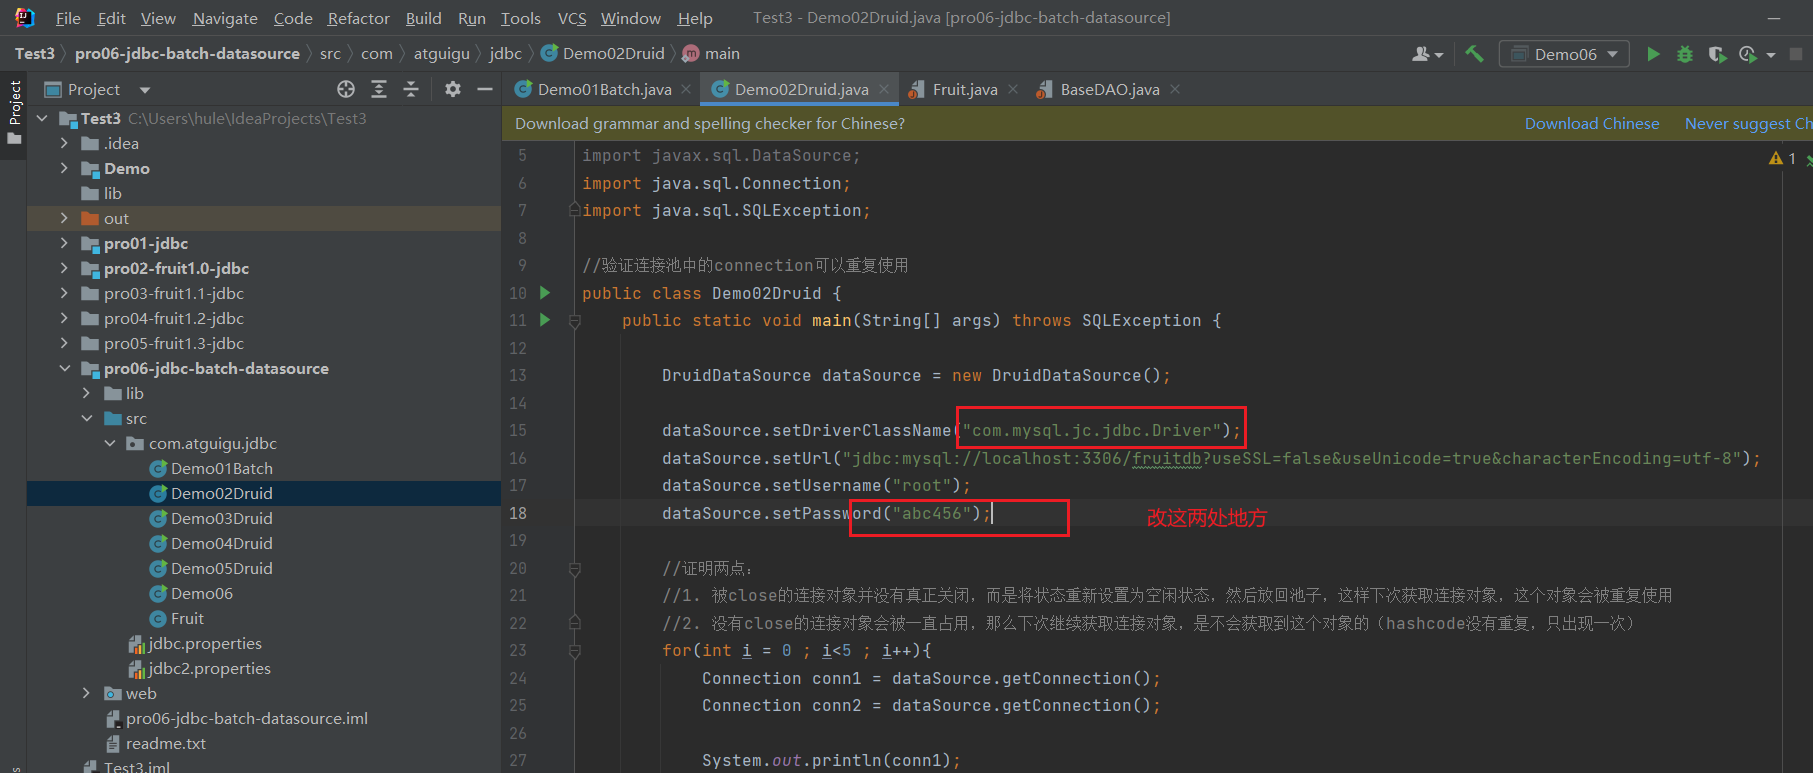 File Edit View Navigate Code Refactor Build Run Tools VCS Window Help Test3 - Demo02Druid.java [pro06-jdbc-batch-datasource]
Test3 pro06-jdbc-batch-datasource src com atguigu jdbc Demo02Druid main Demo06
Project
Project
Demo01Batch.java Demo02Druid.java Fruit.java BaseDAO.java
Test3 C:\Users\hule\IdeaProjects\Test3
.idea
Demo
lib
out
pro01-jdbc
pro02-fruit1.0-jdbc
pro03-fruit1.1-jdbc
pro04-fruit1.2-jdbc
pro05-fruit1.3-jdbc
pro06-jdbc-batch-datasource
lib
src
com.atguigu.jdbc
Demo01Batch
Demo02Druid
Demo03Druid
Demo04Druid
Demo05Druid
Demo06
Fruit
jdbc.properties
jdbc2.properties
web
pro06-jdbc-batch-datasource.iml
readme.txt
Test3.iml
Download grammar and spelling checker for Chinese? Download Chinese Never suggest Ch
1
5 import javax.sql.DataSource;
6 import java.sql.Connection;
7 import java.sql.SQLException;
8
9 //验证连接池中的connection可以重复使用
10 public class Demo02Druid {
11 public static void main(String[] args) throws SQLException {
12
13 DruidDataSource dataSource = new DruidDataSource();
14
15 dataSource.setDriverClassName("com.mysql.jc.jdbc.Driver");
16 dataSource.setUrl("jdbc:mysql://localhost:3306/fruitdb?useSSL=false&useUnicode=true&characterEncoding=utf-8");
17 dataSource.setUsername("root");
18 dataSource.setPassword("abc456"); 改这两处地方
19
20 //证明两点：
21 //1. 被close的连接对象并没有真正关闭，而是将状态重新设置为空闲状态，然后放回池子，这样下次获取连接对象，这个对象会被重复使用
22 //2. 没有close的连接对象会被一直占用，那么下次继续获取连接对象，是不会获取到这个对象的（hashcode没有重复，只出现一次）
23 for(int i = 0 ; i<5 ; i++){
24 Connection conn1 = dataSource.getConnection();
25 Connection conn2 = dataSource.getConnection();
26
27 System.out.println(conn1);